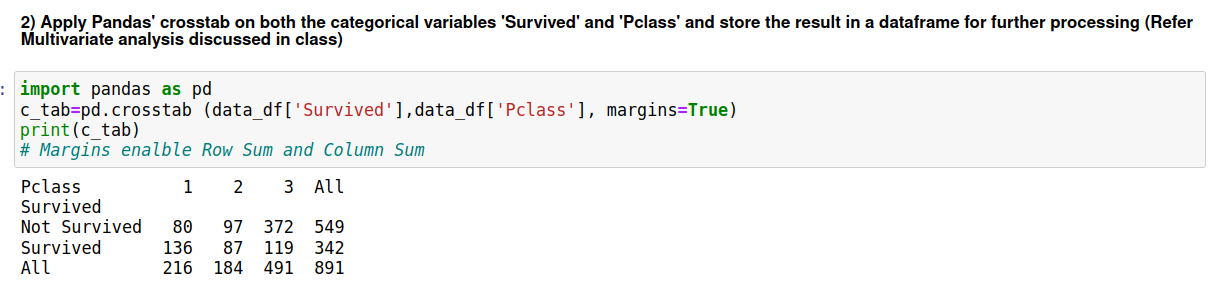 2) Apply Pandas' crosstab on both the categorical variables 'Survived' and 'Pclass' and store the result in a dataframe for further processing (Refer
Multivariate analysis discussed in class)
:
import pandas as pd
c_tab=pd.crosstab (data_df['Survived'],data_df['Pclass'], margins=True)
print(c_tab)
# Margins enalble Row Sum and Column Sum
Pclass 1 2 3 All
Survived
Not Survived 80 97 372 549
Survived 136 87 119 342
All 216 184 491 891